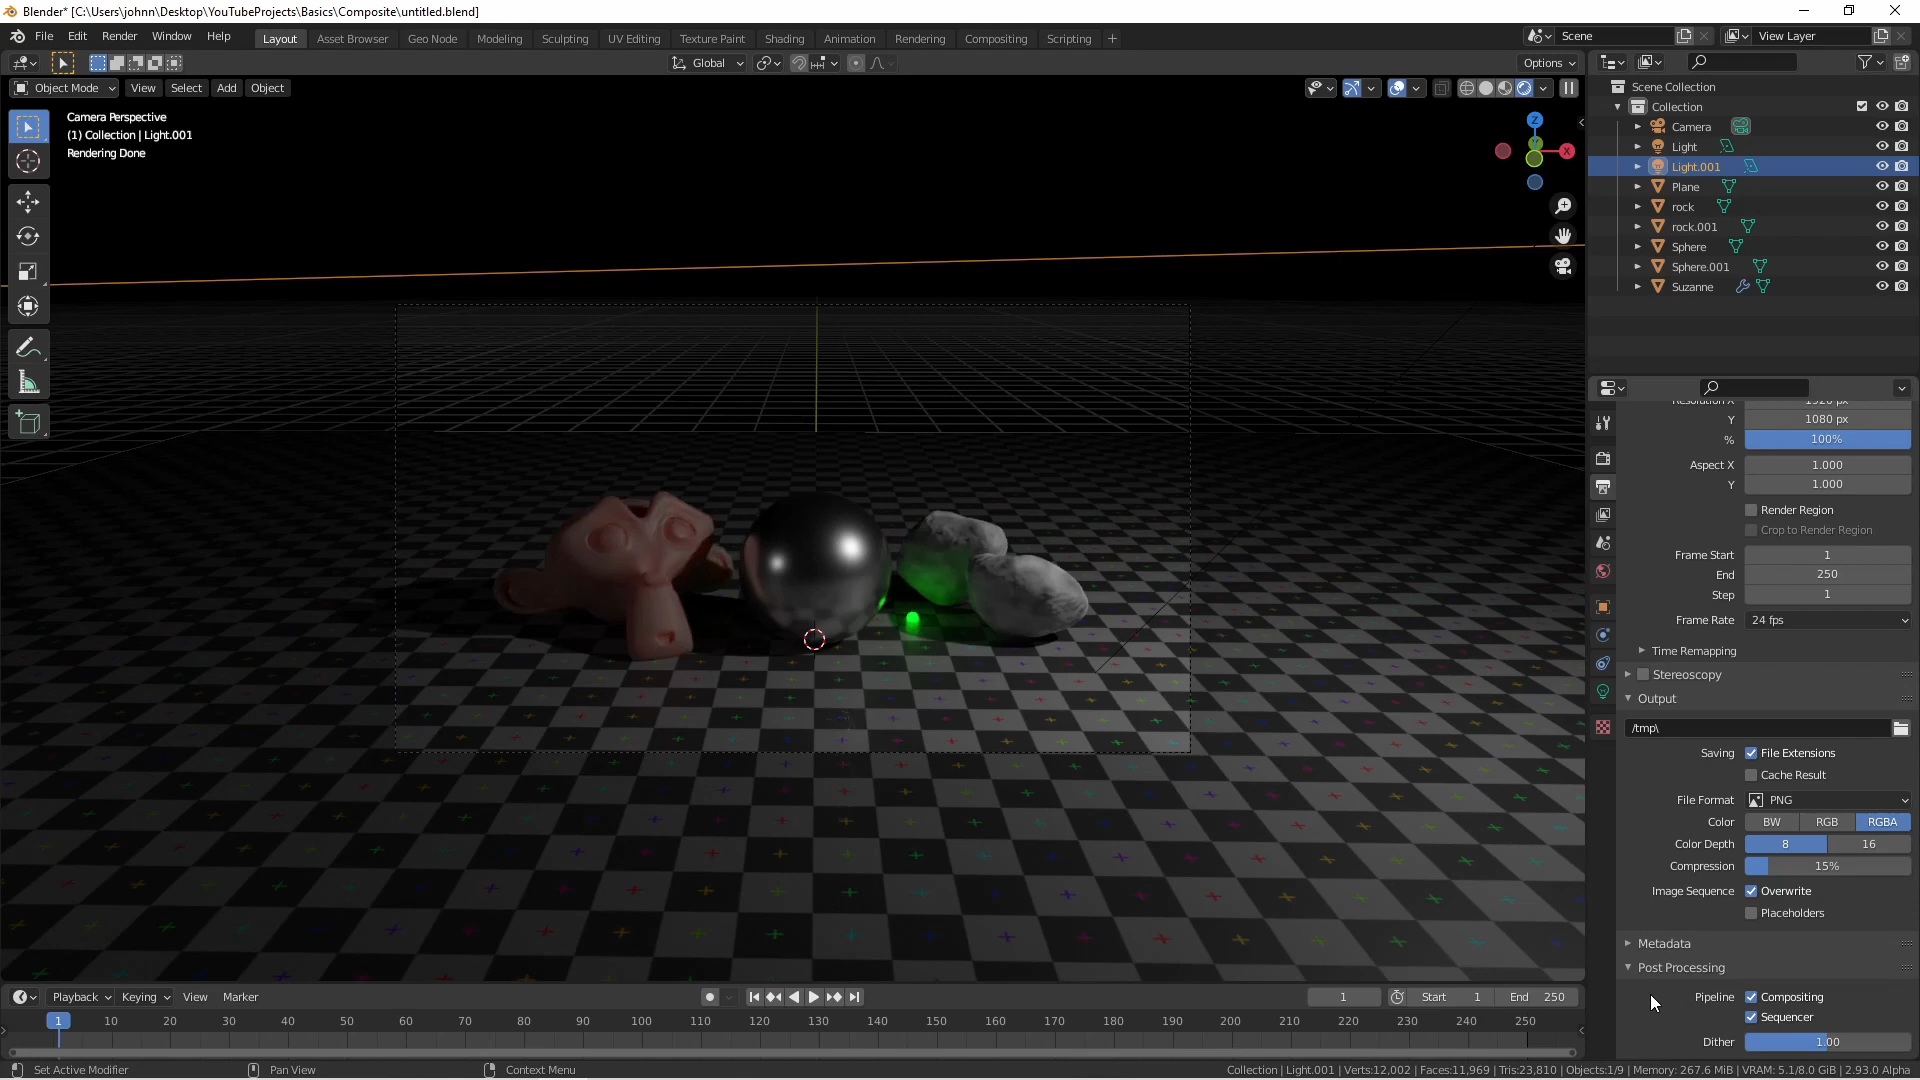 Blender* [C:\Users\johnn\Desktop\YouTubeProjects\Basics\Composite\untitled.blend]
File Edit Render Window Help Layout Asset Browser Geo Node Modeling Sculpting UV Editing Texture Paint Shading Animation Rendering Compositing Scripting + Scene View Layer
Global Options
Object Mode View Select Add Object
Camera Perspective
(1) Collection | Light.001
Rendering Done
Z
X
Scene Collection
Collection
Camera
Light
Light.001
Plane
rock
rock.001
Sphere
Sphere.001
Suzanne
Resolution X 1920 px
Y 1080 px
% 100%
Aspect X 1.000
Y 1.000
Render Region
Crop to Render Region
Frame Start 1
End 250
Step 1
Frame Rate 24 fps
Time Remapping
Stereoscopy
Output
/tmp\
Saving File Extensions
Cache Result
File Format PNG
Color BW RGB RGBA
Color Depth 8 16
Compression 15%
Image Sequence Overwrite
Placeholders
Metadata
Post Processing
Pipeline Compositing
Sequencer
Dither 1.00
Playback Keying View Marker 1 Start 1 End 250
1 10 20 30 40 50 60 70 80 90 100 110 120 130 140 150 160 170 180 190 200 210 220 230 240 250
Set Active Modifier Pan View Context Menu Collection | Light.001 | Verts:12,002 | Faces:11,969 | Tris:23,810 | Objects:1/9 | Memory: 267.6 MiB | VRAM: 5.1/8.0 GiB | 2.93.0 Alpha